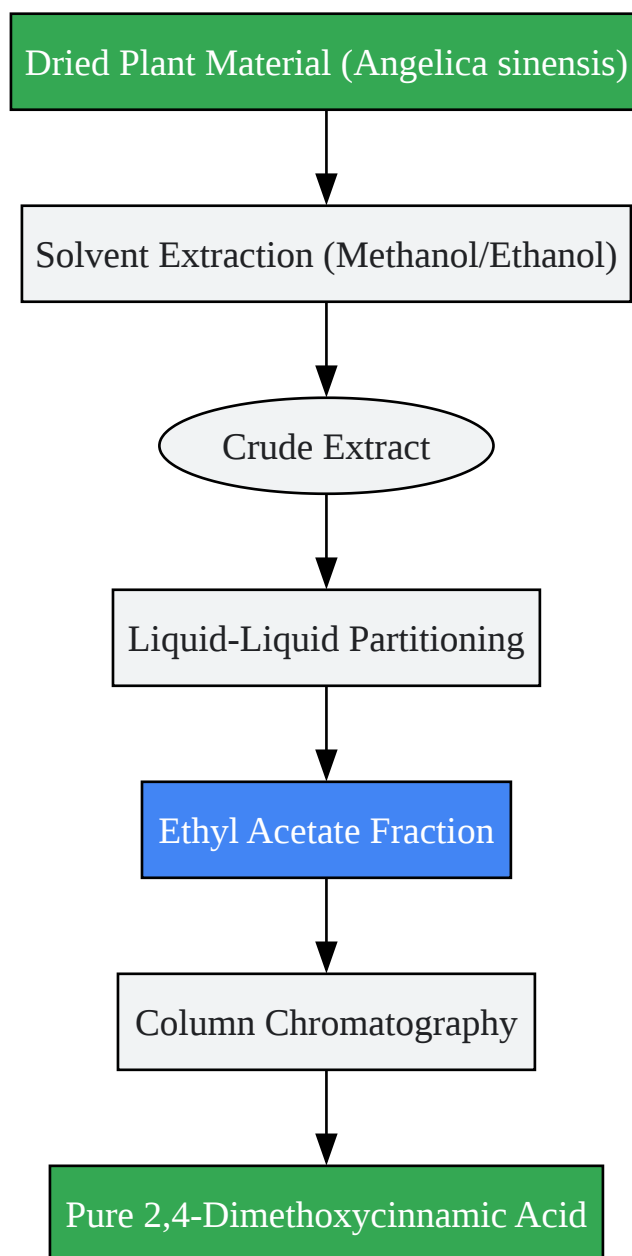 Dried Plant Material (Angelica sinensis)
Solvent Extraction (Methanol/Ethanol)
Crude Extract
Liquid-Liquid Partitioning
Ethyl Acetate Fraction
Column Chromatography
Pure 2,4-Dimethoxycinnamic Acid